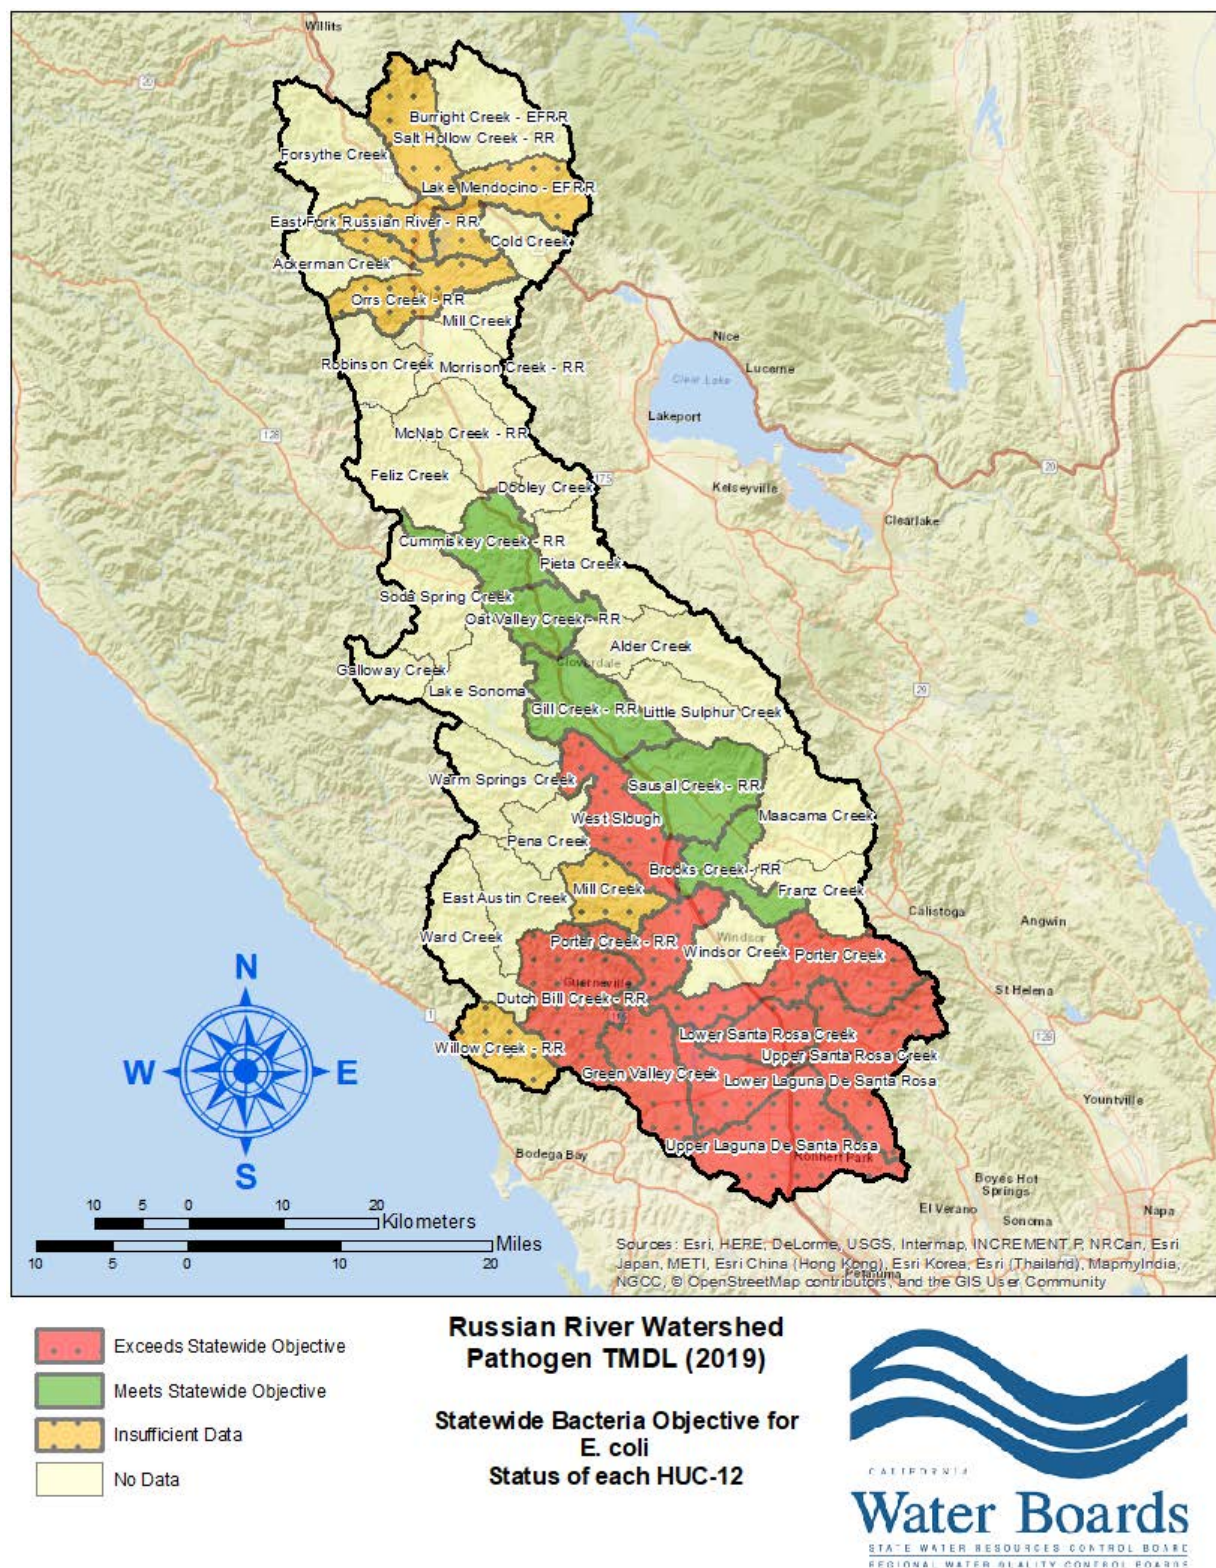 Willits
20
Burright Creek - EFRR
Salt Hollow Creek - RR
Forsythe Creek
Lake Mendocino - EFRR
East Fork Russian River - RR
Cold Creek
Ackerman Creek
Orrs Creek - RR
Mill Creek
Nice
Robinson Creek
Morrison Creek - RR
Lucerne
Clear Lake
Lakeport
128
McNab Creek - RR
20
Feliz Creek
175
Dooley Creek
Kelseyville
Clearlake
Cummiskey Creek - RR
Pieta Creek
Soda Spring Creek
Oat Valley Creek - RR
Alder Creek
Cloverdale
Galloway Creek
Lake Sonoma
29
Gill Creek - RR
Little Sulphur Creek
Warm Springs Creek
Sausal Creek - RR
West Slough
Maacama Creek
Pena Creek
Brooks Creek - RR
Mill Creek
Franz Creek
East Austin Creek
Calistoga
Angwin
Ward Creek
Porter Creek - RR
Windsor
Windsor Creek
Porter Creek
Guerneville
St Helena
Dutch Bill Creek - RR
1
Lower Santa Rosa Creek
128
Willow Creek - RR
Upper Santa Rosa Creek
Green Valley Creek
Lower Laguna De Santa Rosa
Yountville
Upper Laguna De Santa Rosa
Rohnert Park
Bodega Bay
Boyes Hot
Springs
El Verano
Sonoma
Napa
Petaluma
N
W
E
S
10 5 0 10 20
Kilometers
Miles
10 5 0 10 20
Sources: Esri, HERE, DeLorme, USGS, Intermap, INCREMENT P, NRCan, Esri
Japan, METI, Esri China (Hong Kong), Esri Korea, Esri (Thailand), MapmyIndia,
NGCC, © OpenStreetMap contributors, and the GIS User Community
Exceeds Statewide Objective
Meets Statewide Objective
Insufficient Data
No Data
Russian River Watershed
Pathogen TMDL (2019)
Statewide Bacteria Objective for
E. coli
Status of each HUC-12
CALIFORNIA
Water Boards
STATE WATER RESOURCES CONTROL BOARD
REGIONAL WATER QUALITY CONTROL BOARDS